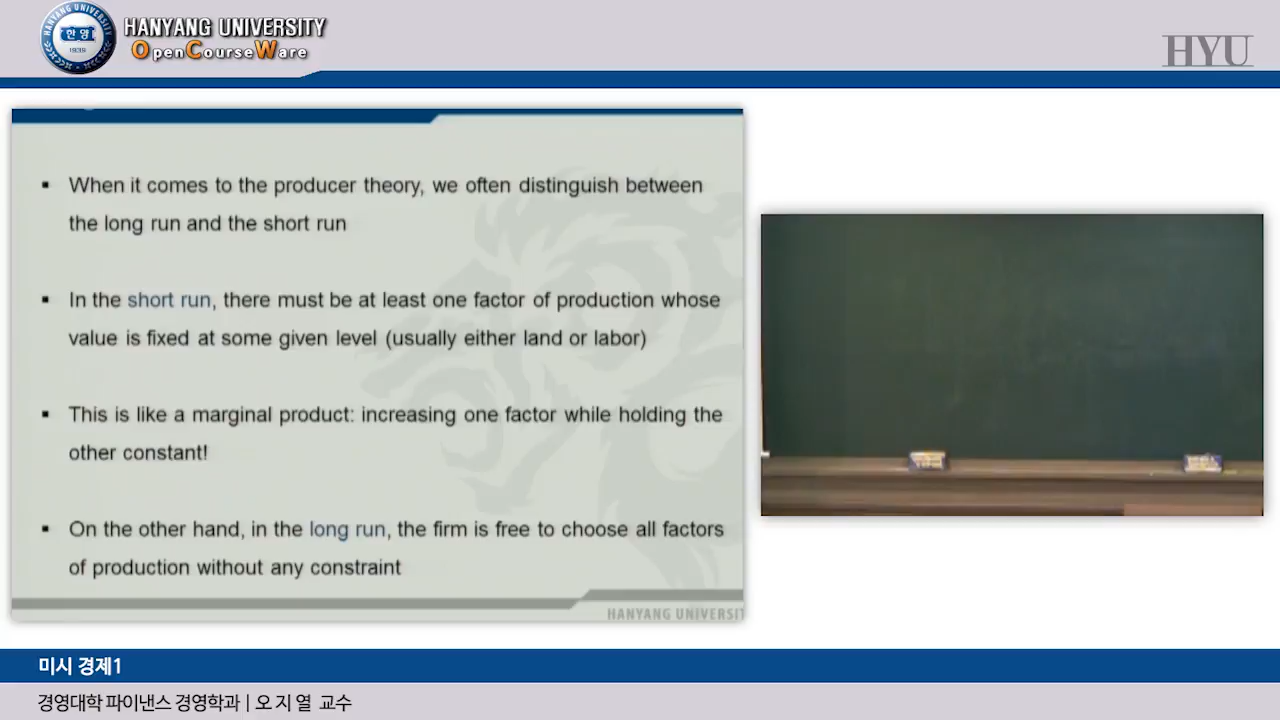 HANYANG UNIVERSITY
OpenCourseWare
한양
1939
HYU
When it comes to the producer theory, we often distinguish between
the long run and the short run
In the short run, there must be at least one factor of production whose
value is fixed at some given level (usually either land or labor)
This is like a marginal product: increasing one factor while holding the
other constant!
On the other hand, in the long run, the firm is free to choose all factors
of production without any constraint
HANYANG UNIVERSIT
미시 경제1
경영대학 파이낸스 경영학과 | 오 지 열 교수